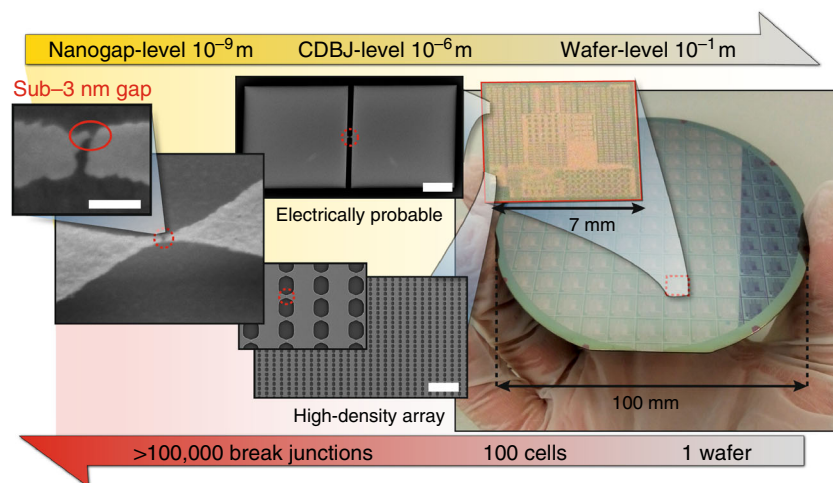 Nanogap-level 10⁻⁹ m CDBJ-level 10⁻⁶ m Wafer-level 10⁻¹ m
Sub–3 nm gap
Electrically probable
7 mm
100 mm
High-density array
>100,000 break junctions 100 cells 1 wafer